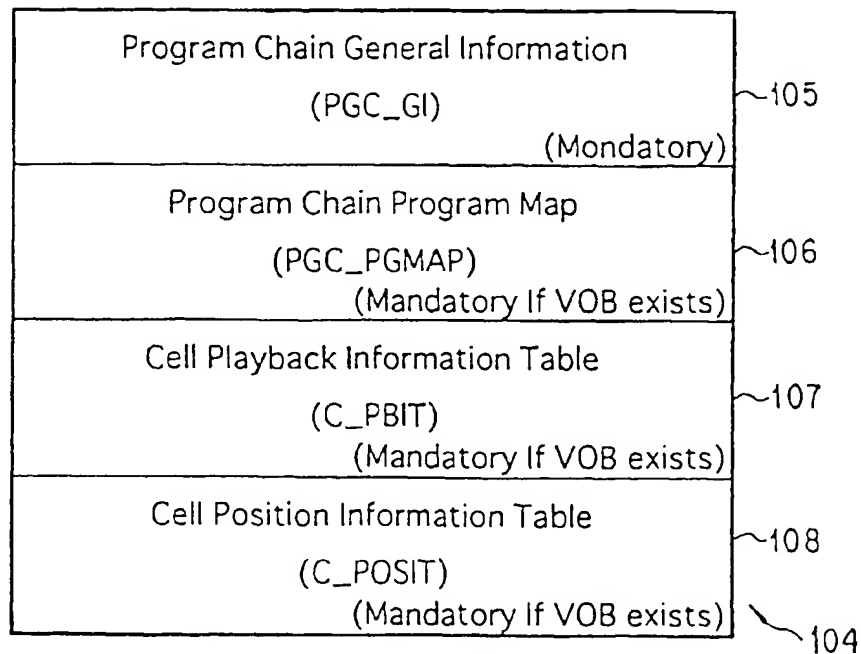 Program Chain General Information
(PGC_GI)
(Mondatory)
105
Program Chain Program Map
(PGC_PGMAP)
(Mandatory If VOB exists)
106
Cell Playback Information Table
(C_PBIT)
(Mandatory If VOB exists)
107
Cell Position Information Table
(C_POSIT)
(Mandatory If VOB exists)
108
104